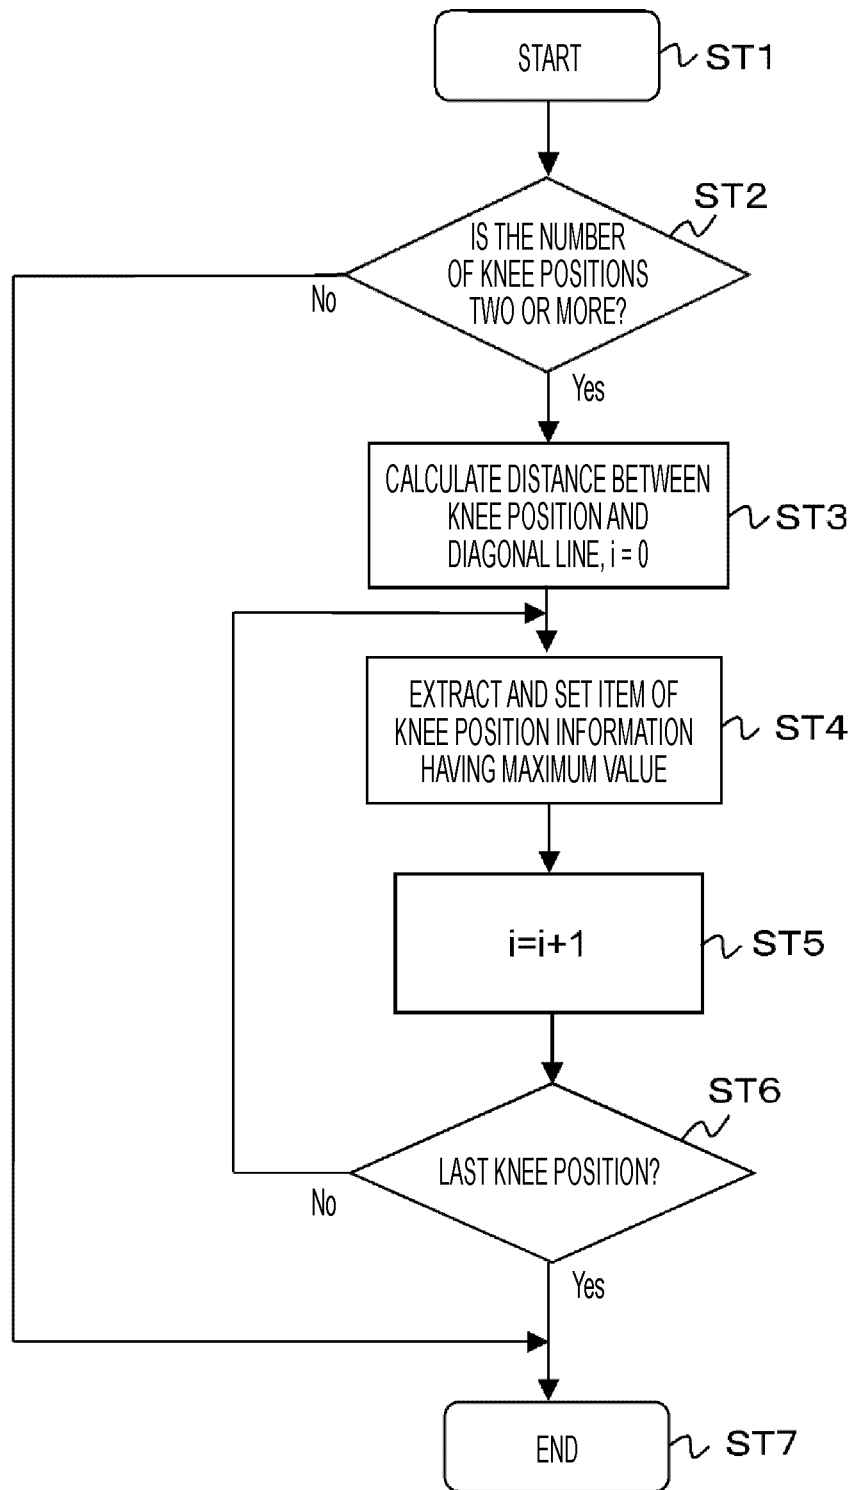 START
ST1
ST2
IS THE NUMBER
OF KNEE POSITIONS
TWO OR MORE?
No
Yes
CALCULATE DISTANCE BETWEEN
KNEE POSITION AND
DIAGONAL LINE, i = 0
ST3
EXTRACT AND SET ITEM OF
KNEE POSITION INFORMATION
HAVING MAXIMUM VALUE
ST4
i=i+1
ST5
ST6
LAST KNEE POSITION?
No
Yes
END
ST7